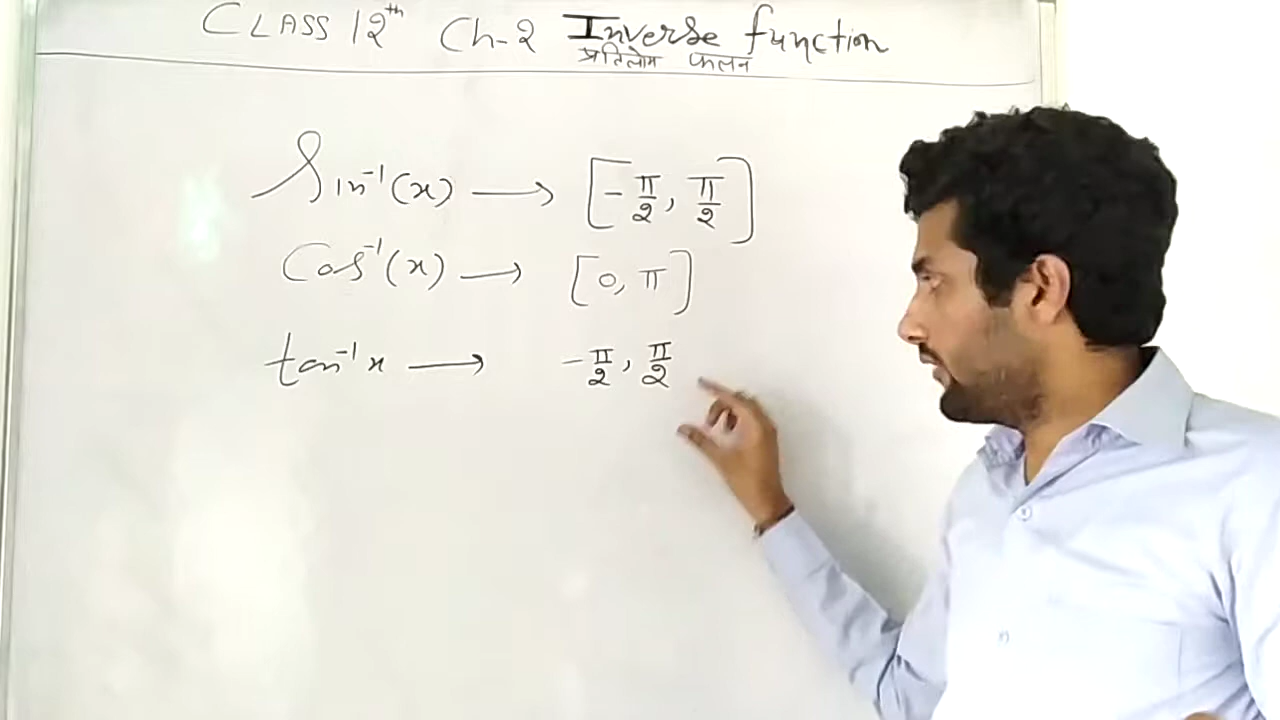 CLASS 12th Ch-2 Inverse function
प्रतिलोम फलन
Sin⁻¹(x) → [-π/2, π/2]
Cos⁻¹(x) → [0, π]
tan⁻¹x → -π/2, π/2